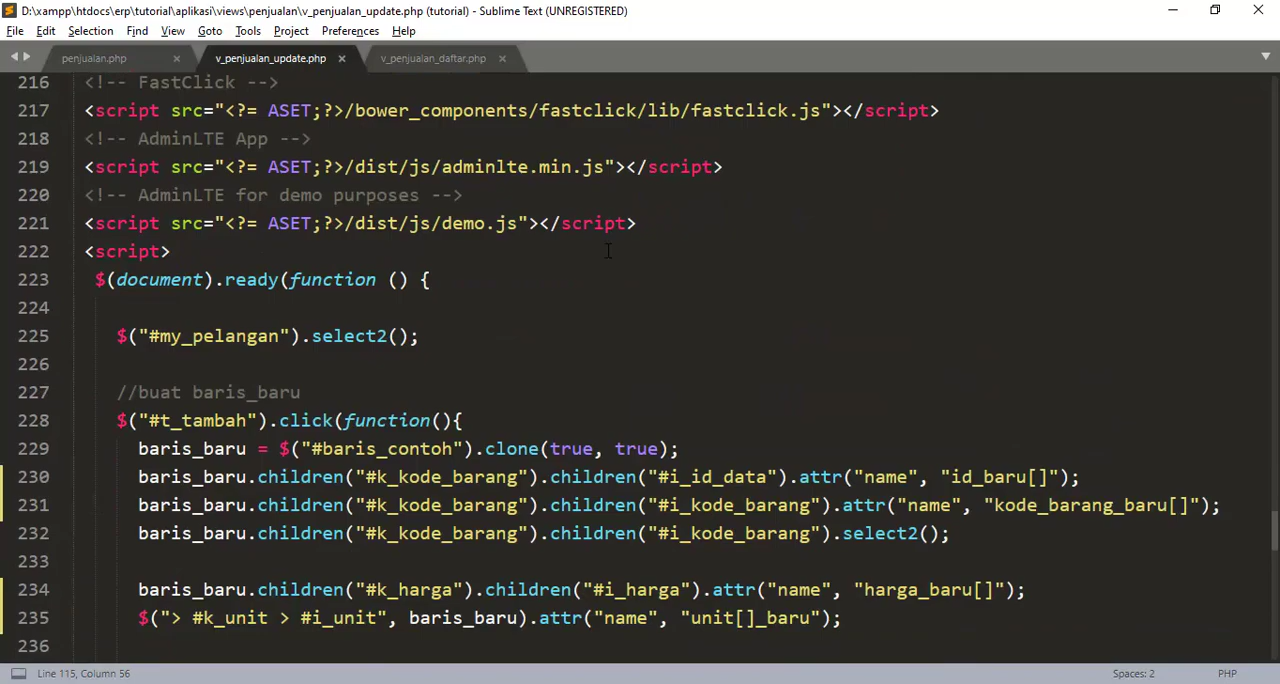 D:\xampp\htdocs\erp\tutorial\aplikasi\views\penjualan\v_penjualan_update.php (tutorial) - Sublime Text (UNREGISTERED)
File Edit Selection Find View Goto Tools Project Preferences Help
penjualan.php v_penjualan_update.php v_penjualan_daftar.php
216 <!-- FastClick -->
217 <script src="<?= ASET;?>/bower_components/fastclick/lib/fastclick.js"></script>
218 <!-- AdminLTE App -->
219 <script src="<?= ASET;?>/dist/js/adminlte.min.js"></script>
220 <!-- AdminLTE for demo purposes -->
221 <script src="<?= ASET;?>/dist/js/demo.js"></script>
222 <script>
223 $(document).ready(function () {
224
225 $("#my_pelangan").select2();
226
227 //buat baris_baru
228 $("#t_tambah").click(function(){
229 baris_baru = $("#baris_contoh").clone(true, true);
230 baris_baru.children("#k_kode_barang").children("#i_id_data").attr("name", "id_baru[]");
231 baris_baru.children("#k_kode_barang").children("#i_kode_barang").attr("name", "kode_barang_baru[]");
232 baris_baru.children("#k_kode_barang").children("#i_kode_barang").select2();
233
234 baris_baru.children("#k_harga").children("#i_harga").attr("name", "harga_baru[]");
235 $("> #k_unit > #i_unit", baris_baru).attr("name", "unit[]_baru");
236
Line 115, Column 56 Spaces: 2 PHP